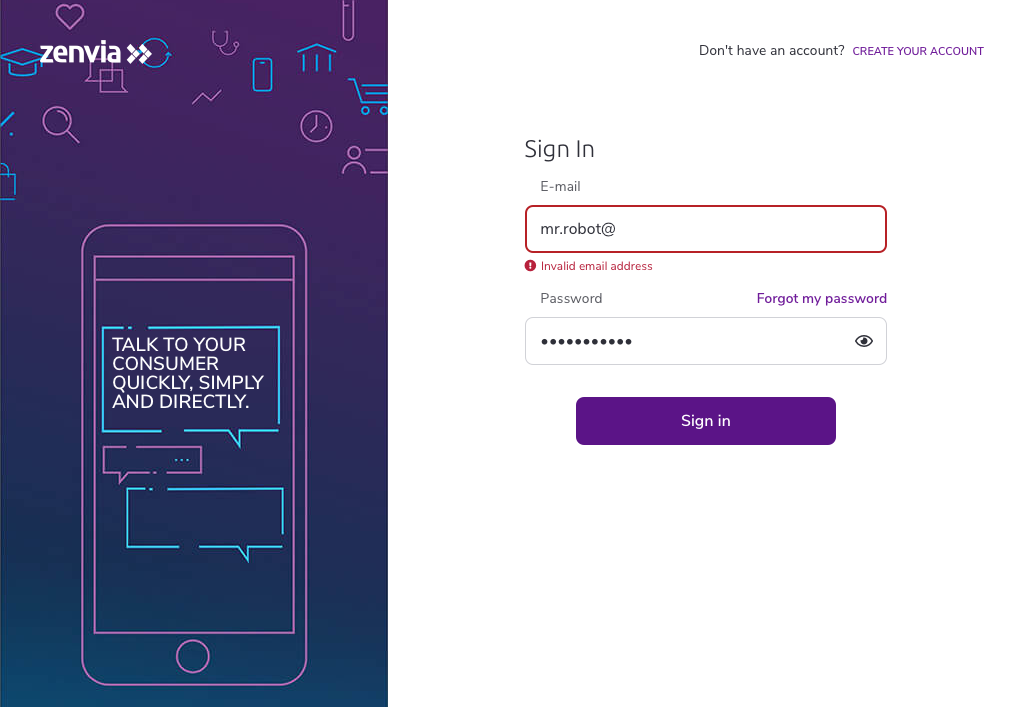 zenvia
Don't have an account? CREATE YOUR ACCOUNT
Sign In
E-mail
mr.robot@
Invalid email address
Password Forgot my password
•••••••••••
Sign in
TALK TO YOUR
CONSUMER
QUICKLY, SIMPLY
AND DIRECTLY.
...